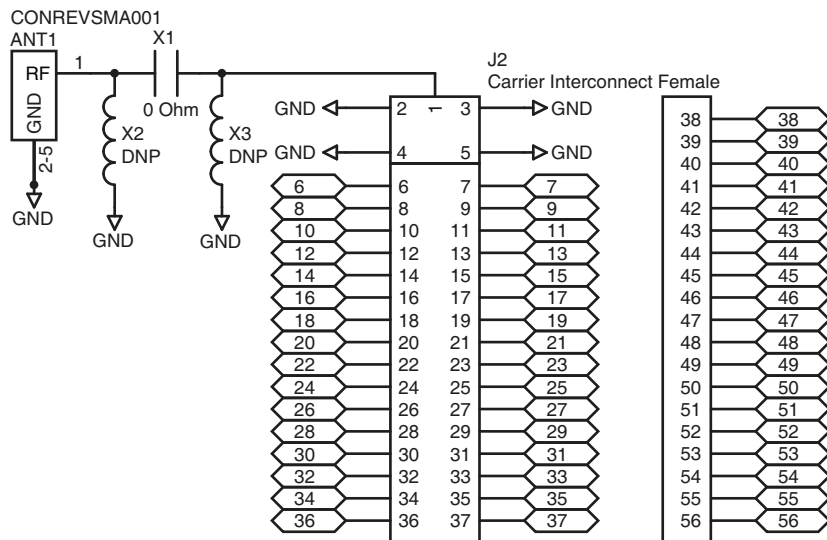 CONREVSMA001
ANT1
X1
RF
1
GND
2-5
GND
0 Ohm
X2
DNP
GND
X3
DNP
GND
J2
Carrier Interconnect Female
GND 2 1 3 GND
GND 4 5 GND
6 6 7 7
8 8 9 9
10 10 11 11
12 12 13 13
14 14 15 15
16 16 17 17
18 18 19 19
20 20 21 21
22 22 23 23
24 24 25 25
26 26 27 27
28 28 29 29
30 30 31 31
32 32 33 33
34 34 35 35
36 36 37 37
38 38
39 39
40 40
41 41
42 42
43 43
44 44
45 45
46 46
47 47
48 48
49 49
50 50
51 51
52 52
53 53
54 54
55 55
56 56